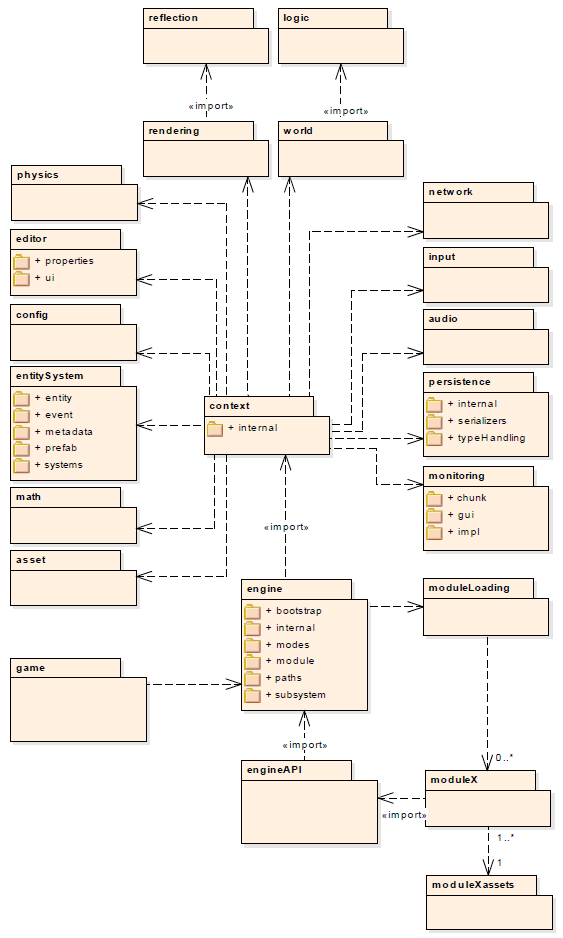 reflection
logic
«import»
«import»
rendering
world
physics
network
editor
+ properties
+ ui
input
config
audio
entitySystem
+ entity
+ event
+ metadata
+ prefab
+ systems
context
+ internal
persistence
+ internal
+ serializers
+ typeHandling
monitoring
+ chunk
+ gui
+ impl
math
«import»
asset
engine
+ bootstrap
+ internal
+ modes
+ module
+ paths
+ subsystem
moduleLoading
game
«import»
0..*
engineAPI
moduleX
«import»
1..*
1
moduleXassets